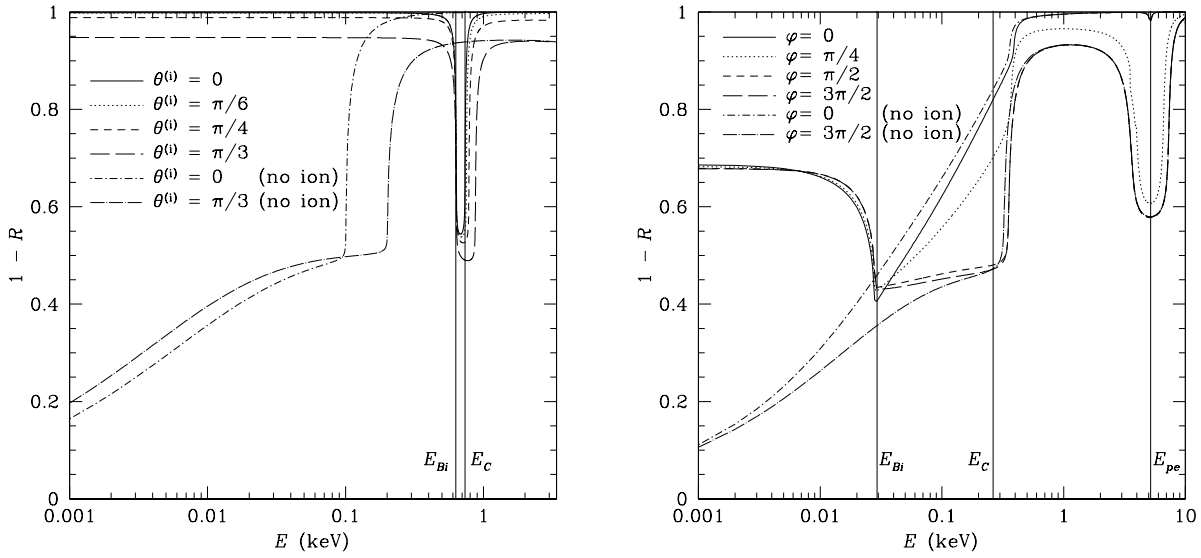 1
0.8
0.6
0.4
0.2
0
1 − R
θ⁽ⁱ⁾ = 0
θ⁽ⁱ⁾ = π/6
θ⁽ⁱ⁾ = π/4
θ⁽ⁱ⁾ = π/3
θ⁽ⁱ⁾ = 0 (no ion)
θ⁽ⁱ⁾ = π/3 (no ion)
E_Bi E_C
0.001 0.01 0.1 1
E (keV)
1
0.8
0.6
0.4
0.2
0
1 − R
φ= 0
φ= π/4
φ= π/2
φ= 3π/2
φ= 0 (no ion)
φ= 3π/2 (no ion)
E_Bi E_C E_pe
0.001 0.01 0.1 1 10
E (keV)